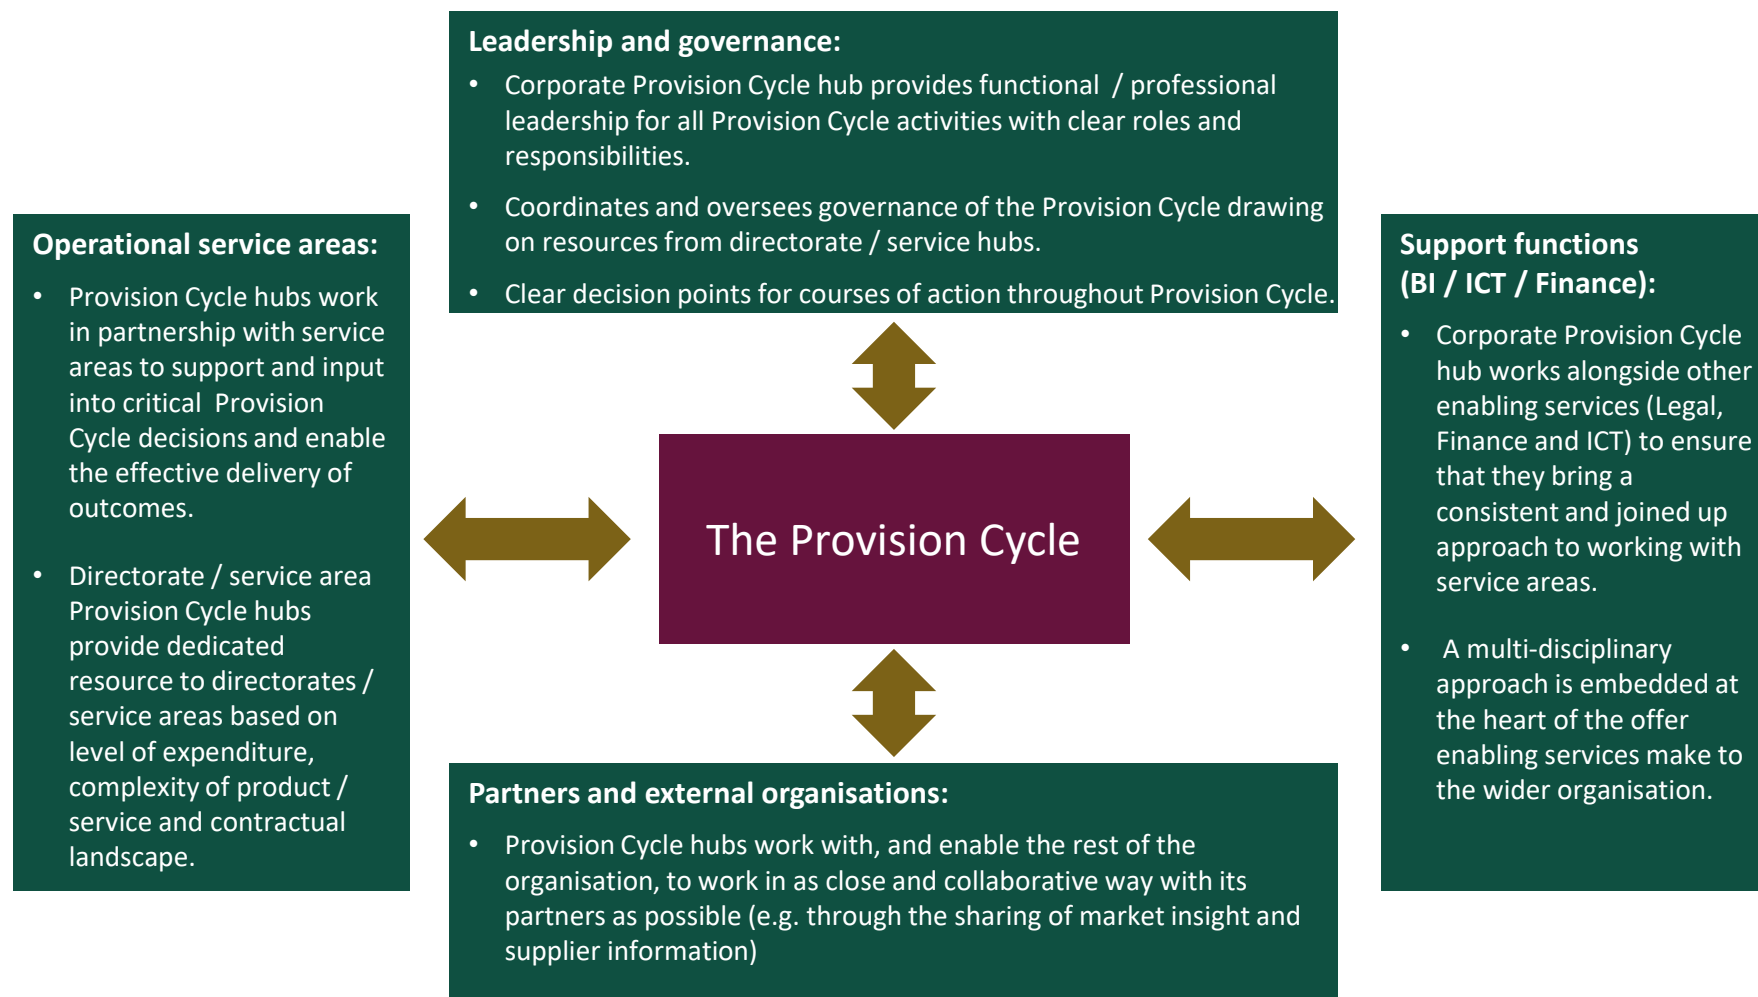 Leadership and governance:
• Corporate Provision Cycle hub provides functional / professional
leadership for all Provision Cycle activities with clear roles and
responsibilities.
• Coordinates and oversees governance of the Provision Cycle drawing
on resources from directorate / service hubs.
• Clear decision points for courses of action throughout Provision Cycle.
Operational service areas:
• Provision Cycle hubs work
in partnership with service
areas to support and input
into critical Provision
Cycle decisions and enable
the effective delivery of
outcomes.
• Directorate / service area
Provision Cycle hubs
provide dedicated
resource to directorates /
service areas based on
level of expenditure,
complexity of product /
service and contractual
landscape.
The Provision Cycle
Support functions
(BI / ICT / Finance):
• Corporate Provision Cycle
hub works alongside other
enabling services (Legal,
Finance and ICT) to ensure
that they bring a
consistent and joined up
approach to working with
service areas.
• A multi-disciplinary
approach is embedded at
the heart of the offer
enabling services make to
the wider organisation.
Partners and external organisations:
• Provision Cycle hubs work with, and enable the rest of the
organisation, to work in as close and collaborative way with its
partners as possible (e.g. through the sharing of market insight and
supplier information)